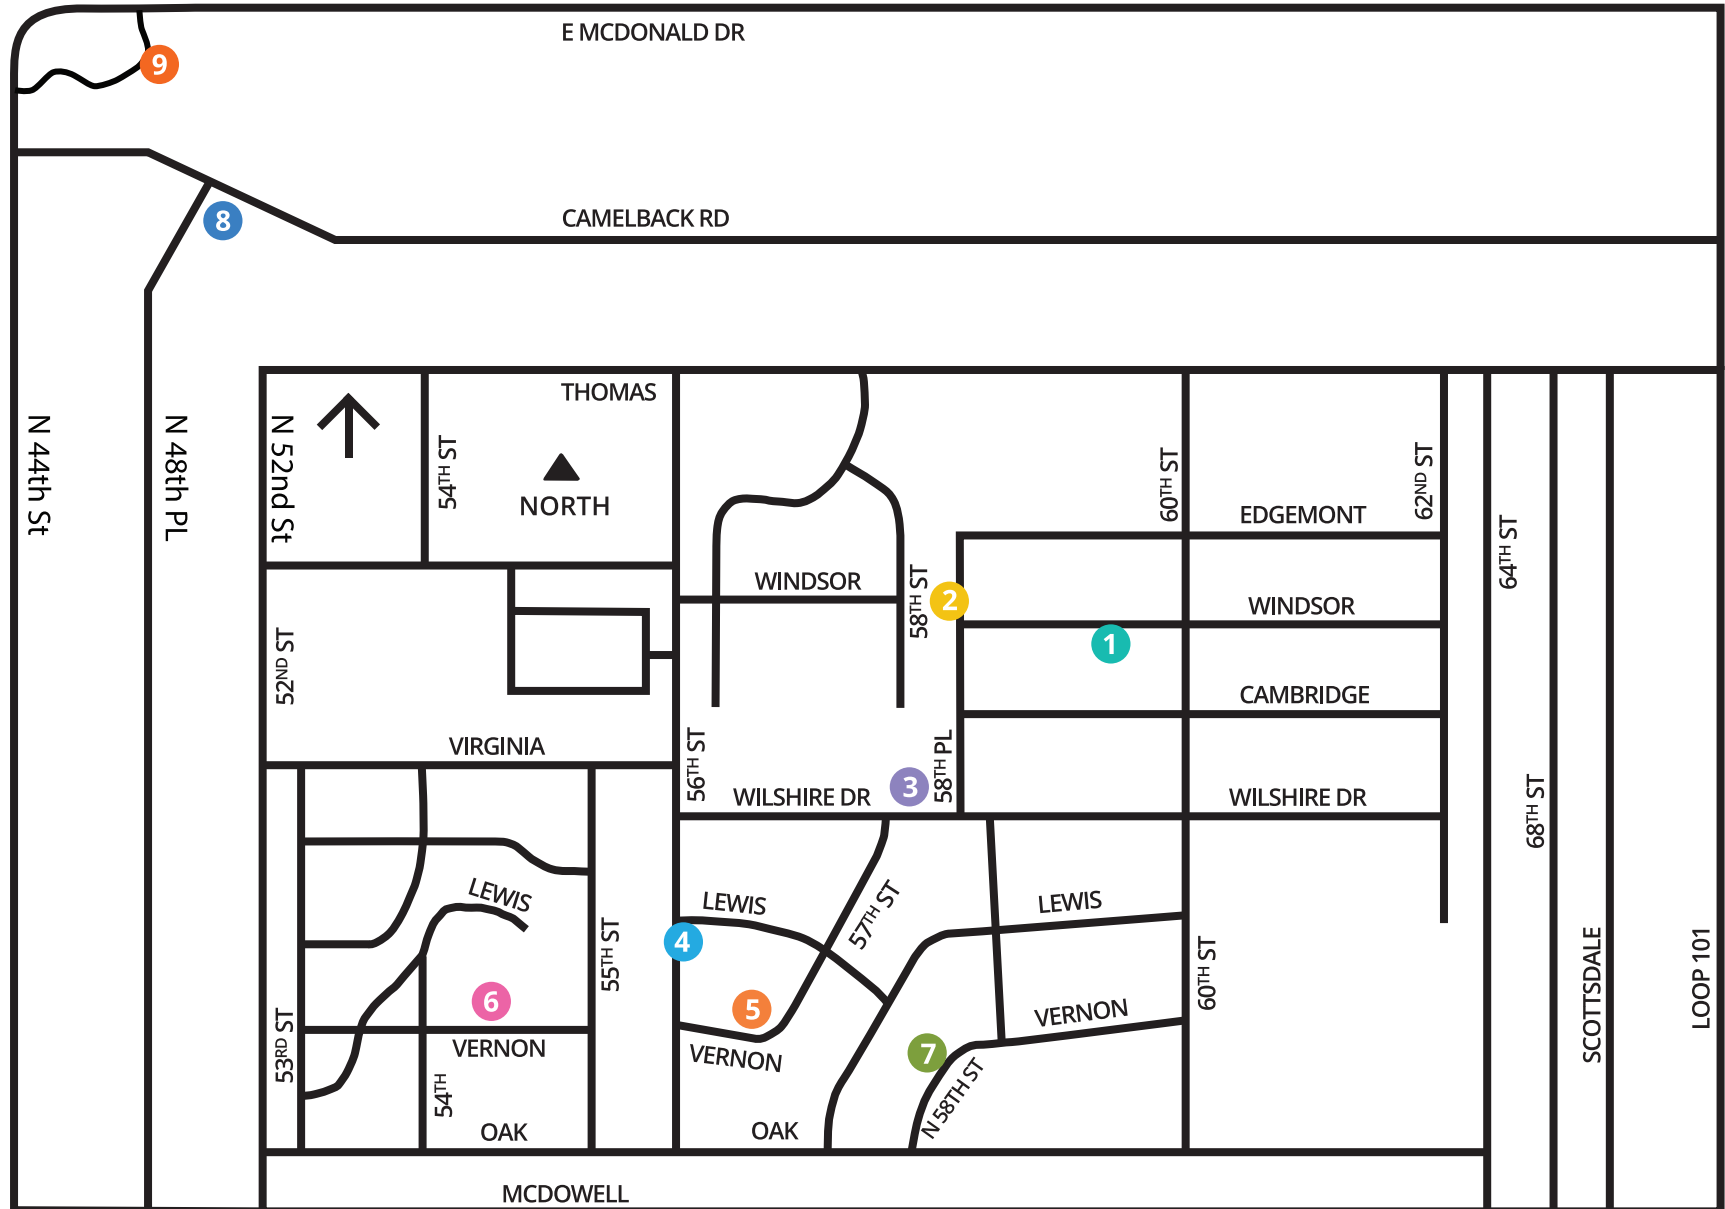 E MCDONALD DR
9
8
CAMELBACK RD
N 44th St
N 48th PL
N 52nd St
THOMAS
54TH ST
NORTH
60TH ST
62ND ST
EDGEMONT
64TH ST
WINDSOR
58TH ST
2
WINDSOR
1
52ND ST
CAMBRIDGE
VIRGINIA
56TH ST
58TH PL
3
WILSHIRE DR
WILSHIRE DR
68TH ST
LEWIS
LEWIS
57TH ST
LEWIS
4
55TH ST
60TH ST
SCOTTSDALE
LOOP 101
6
5
VERNON
53RD ST
VERNON
VERNON
7
54TH
N 58TH ST
OAK
OAK
MCDOWELL